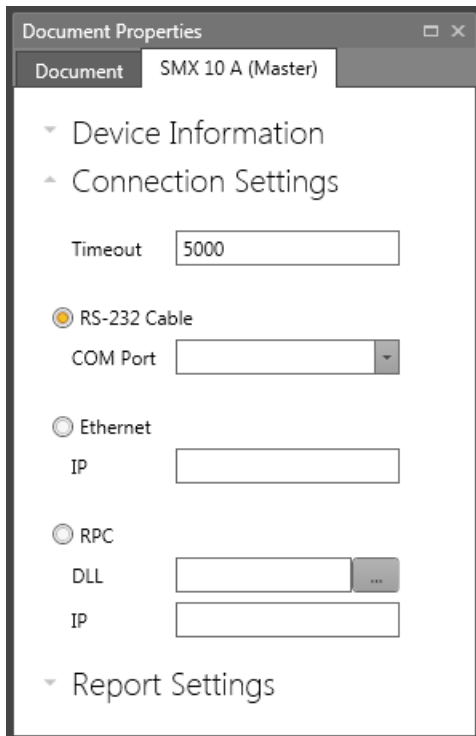 Document Properties
Document SMX 10 A (Master)
Device Information
Connection Settings
Timeout 5000
RS-232 Cable
COM Port
Ethernet
IP
RPC
DLL ...
IP
Report Settings